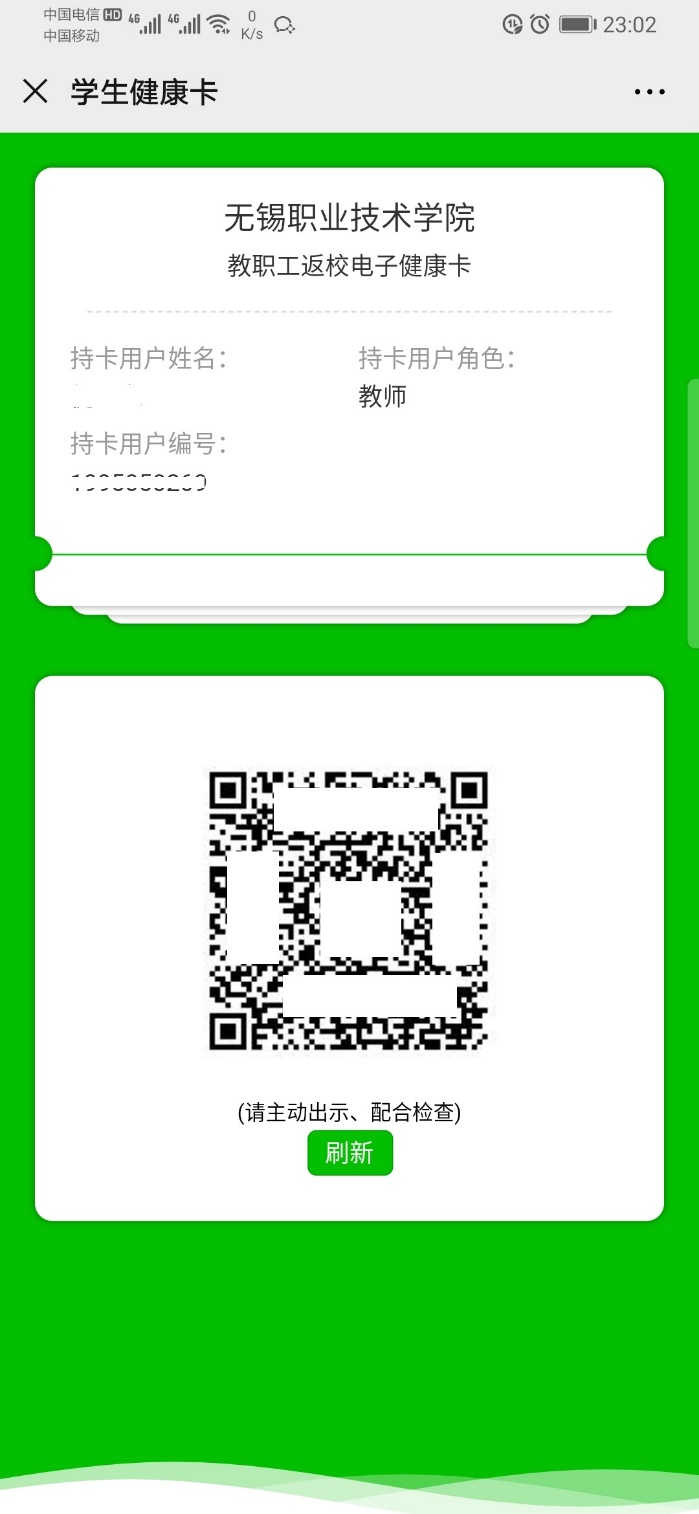 中国电信 HD 4G 4G 0 K/s 23:02
中国移动
学生健康卡
无锡职业技术学院
教职工返校电子健康卡
持卡用户姓名：
持卡用户角色：
教师
持卡用户编号：
(请主动出示、配合检查)
刷新